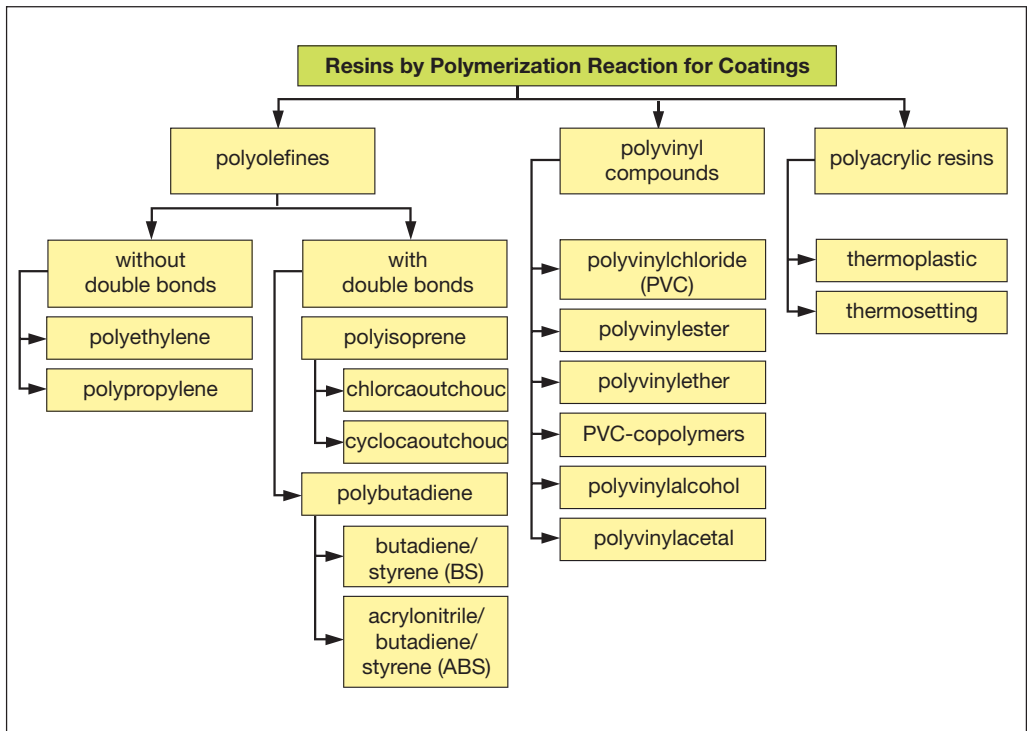 Resins by Polymerization Reaction for Coatings
polyolefines
polyvinyl
compounds
polyacrylic resins
without
double bonds
with
double bonds
polyethylene
polypropylene
polyisoprene
chlorcaoutchouc
cyclocaoutchouc
polybutadiene
butadiene/
styrene (BS)
acrylonitrile/
butadiene/
styrene (ABS)
polyvinylchloride
(PVC)
polyvinylester
polyvinylether
PVC-copolymers
polyvinylalcohol
polyvinylacetal
thermoplastic
thermosetting